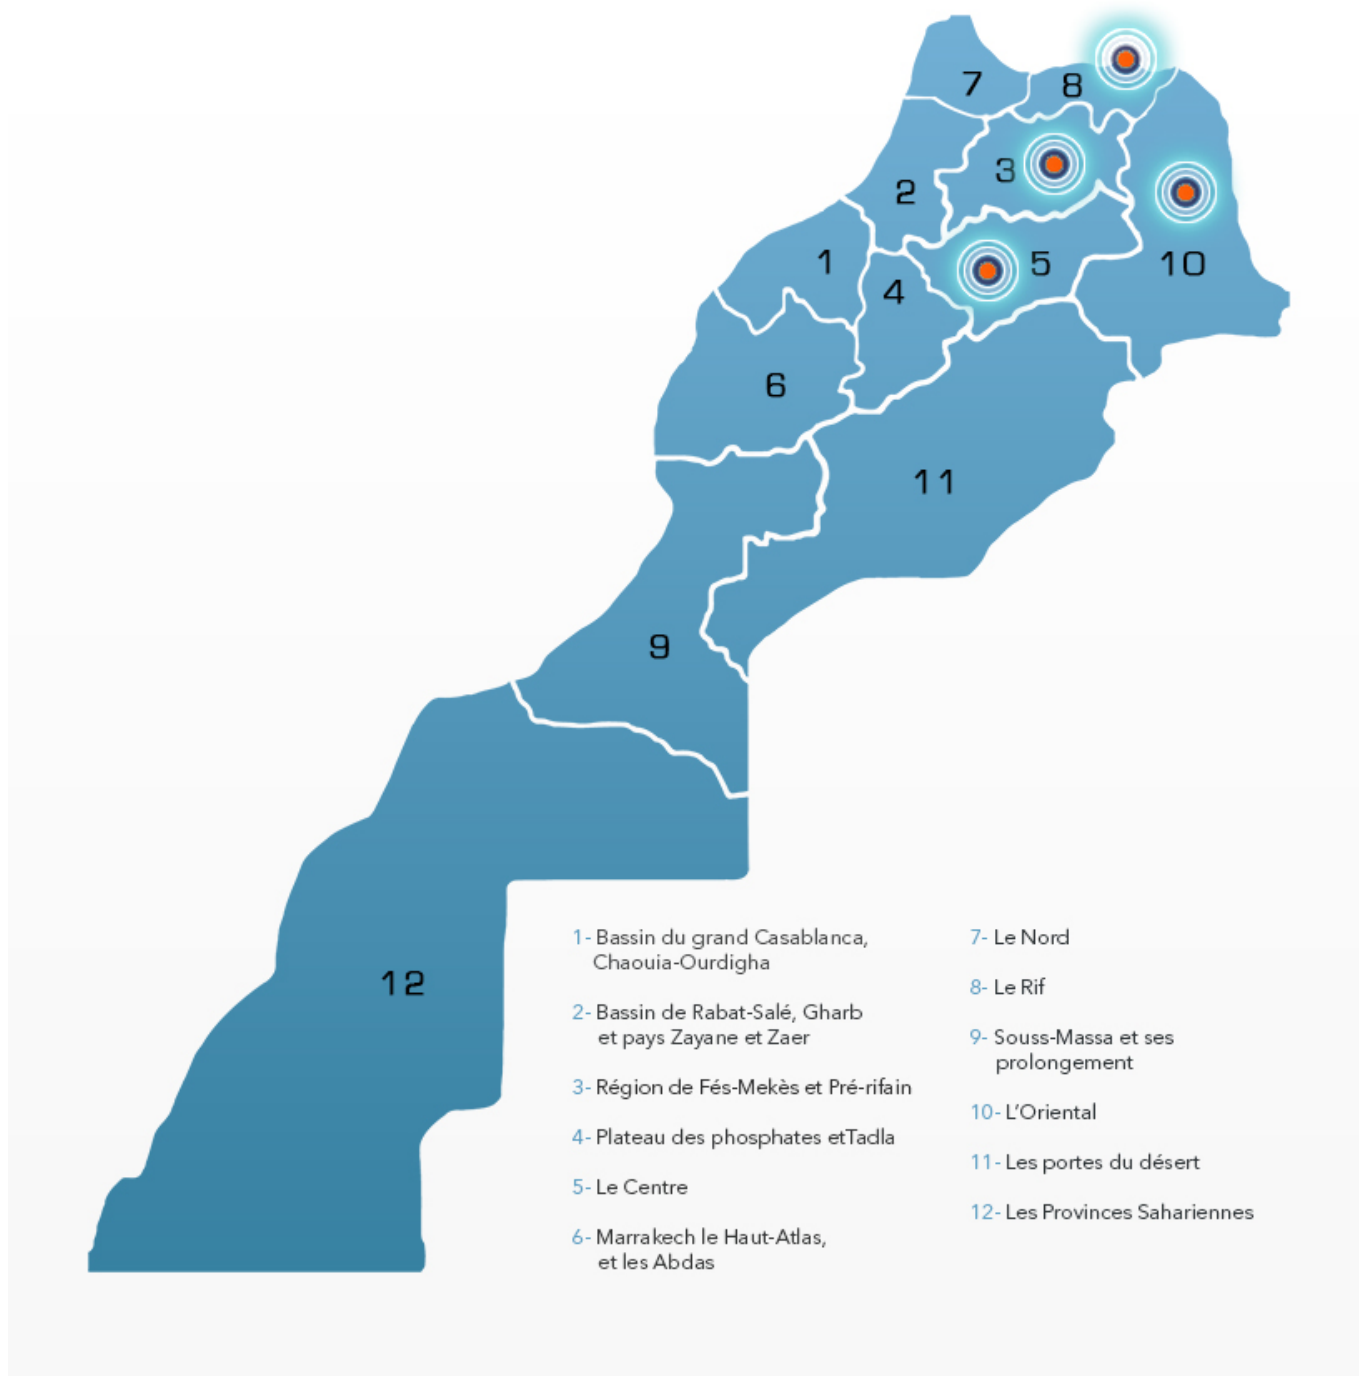 7
8
3
2
1
5
10
4
6
11
9
12
1- Bassin du grand Casablanca,
Chaouia-Ourdigha
2- Bassin de Rabat-Salé, Gharb
et pays Zayane et Zaer
3- Région de Fés-Mekès et Pré-rifain
4- Plateau des phosphates etTadla
5- Le Centre
6- Marrakech le Haut-Atlas,
et les Abdas
7- Le Nord
8- Le Rif
9- Souss-Massa et ses
prolongement
10- L'Oriental
11- Les portes du désert
12- Les Provinces Sahariennes